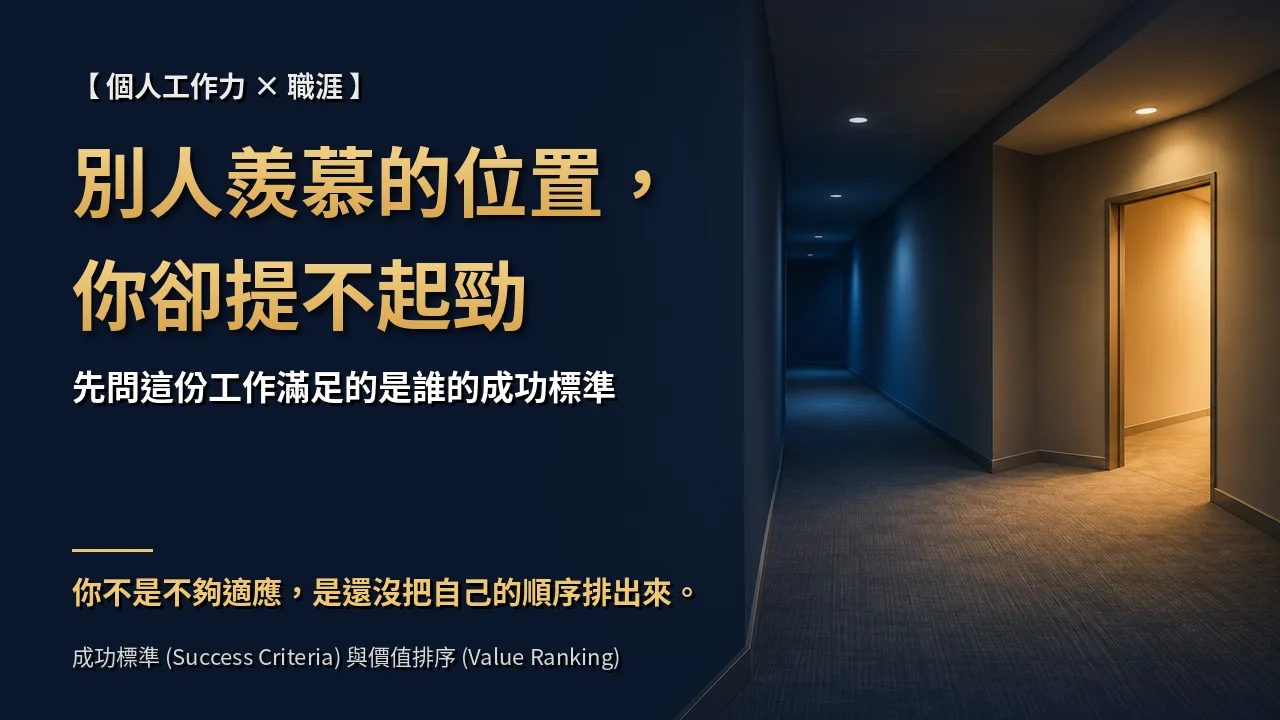 【 個人工作力 × 職涯 】
別人羨慕的位置，
你卻提不起勁
先問這份工作滿足的是誰的成功標準
你不是不夠適應，是還沒把自己的順序排出來。
成功標準 (Success Criteria) 與價值排序 (Value Ranking)